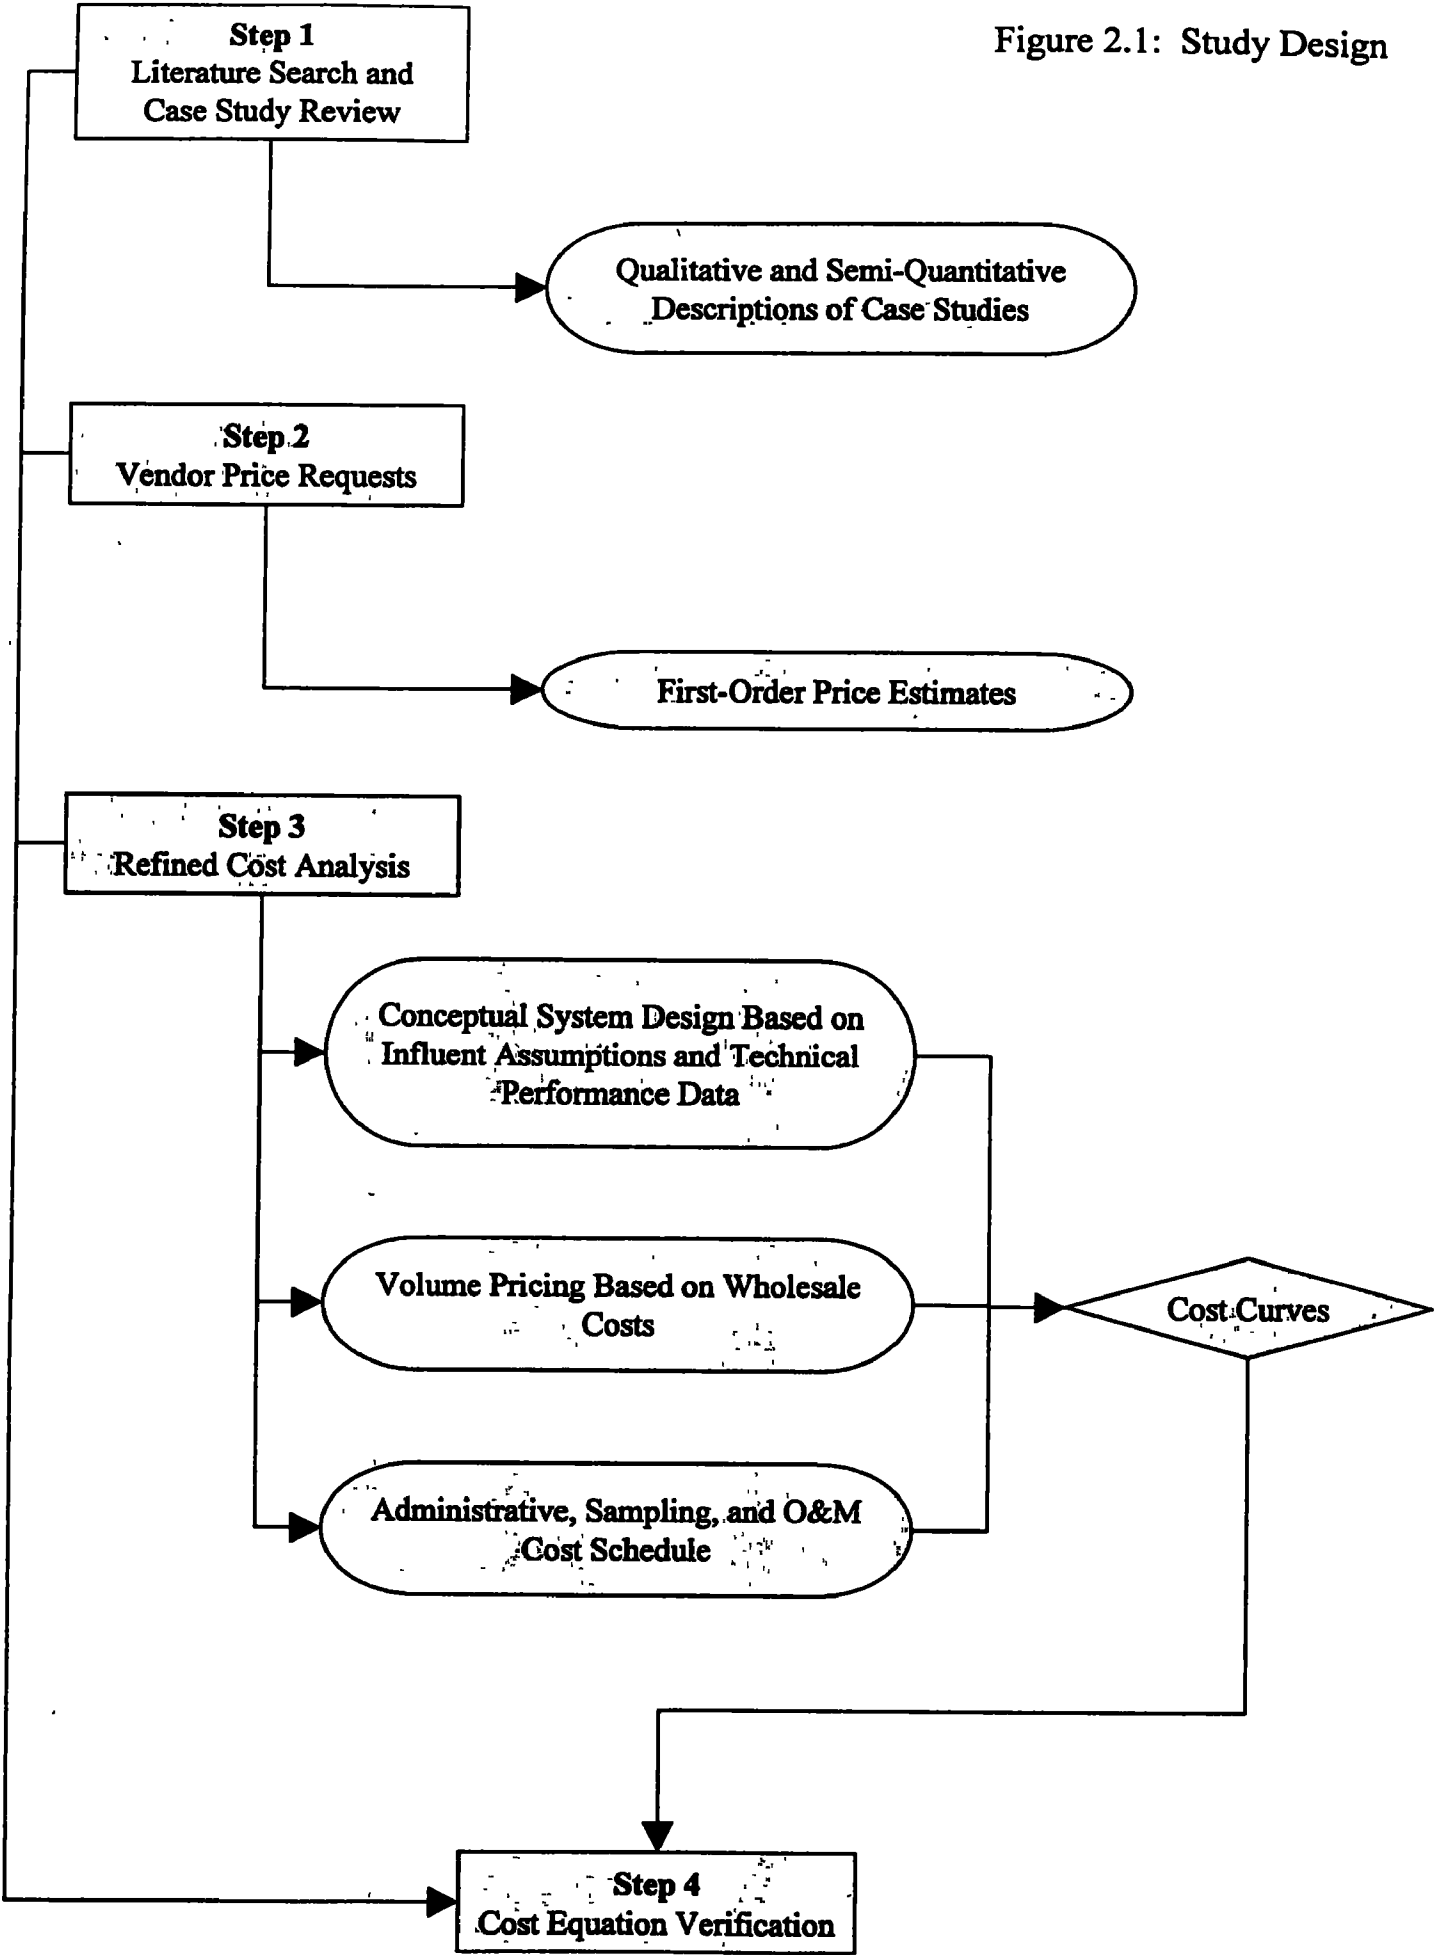 Figure 2.1: Study Design
Step 1
Literature Search and
Case Study Review
Qualitative and Semi-Quantitative
Descriptions of Case Studies
Step 2
Vendor Price Requests
First-Order Price Estimates
Step 3
Refined Cost Analysis
Conceptual System Design Based on
Influent Assumptions and Technical
Performance Data
Volume Pricing Based on Wholesale
Costs
Cost Curves
Administrative, Sampling, and O&M
Cost Schedule
Step 4
Cost Equation Verification